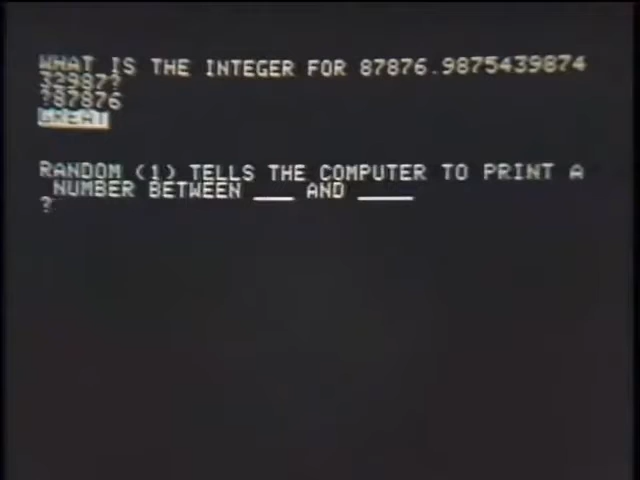 WHAT IS THE INTEGER FOR 87876.9875439874
32987?
?87876
GREAT
RANDOM (1) TELLS THE COMPUTER TO PRINT A
NUMBER BETWEEN ___ AND ____
?